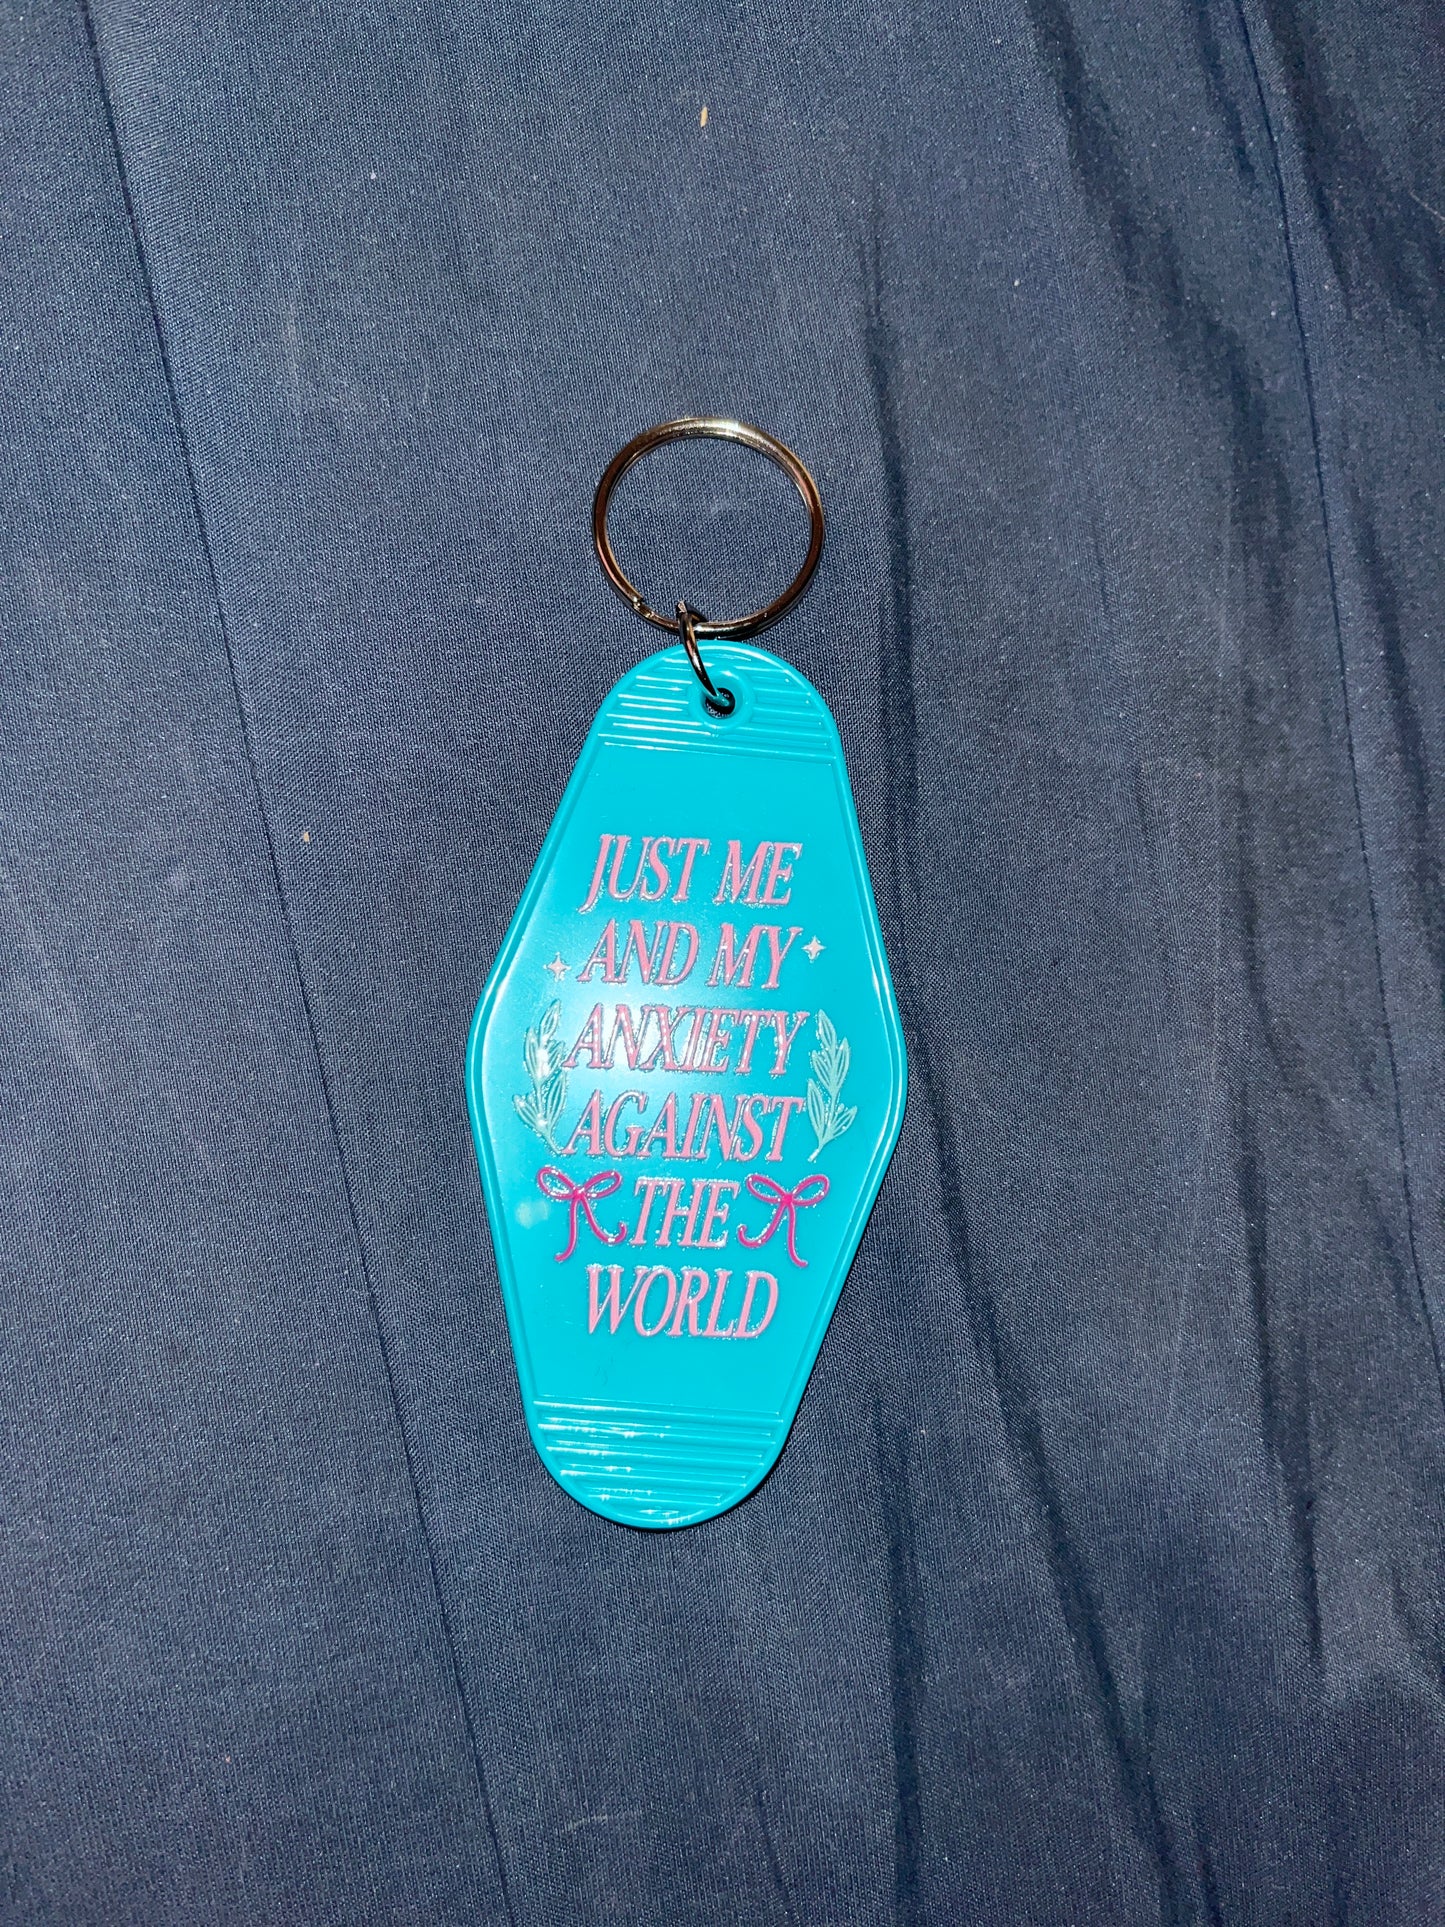 JUST ME
AND MY
ANXIETY
AGAINST
THE
WORLD